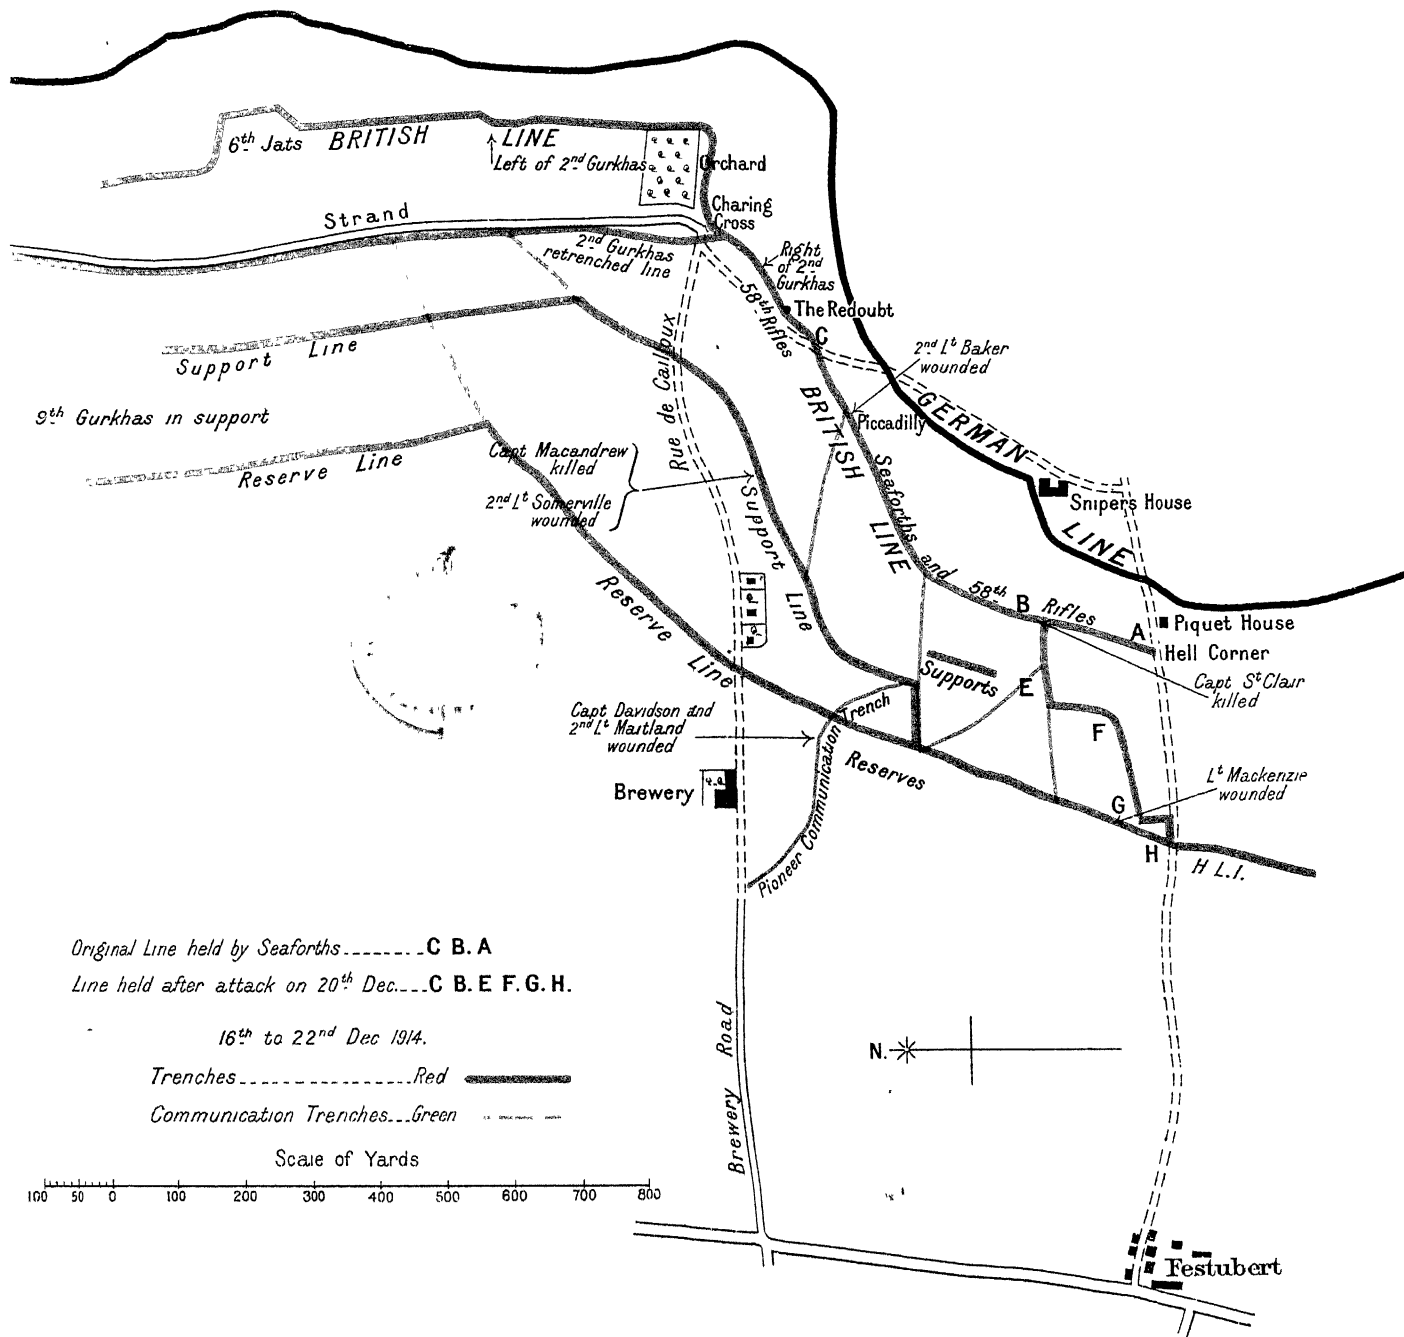 6th Jats
BRITISH LINE
Left of 2nd Gurkhas
Orchard
Charing
Cross
Strand
2nd Gurkhas
retrenched line
Right
of 2nd
Gurkhas
58th Rifles
The Redoubt
C
Support Line
Rue de Cailloux
2nd Lt Baker
wounded
GERMAN LINE
BRITISH LINE
Piccadilly
9th Gurkhas in support
Reserve Line
Capt Macandrew
killed
2nd Lt Somerville
wounded
Support Line
Seaforths and 58th Rifles
Snipers House
B
A
Piquet House
Hell Corner
Reserve Line
Supports
E
Capt St Clair
killed
Capt Davidson and
2nd Lt Maitland
wounded
Pioneer Communication Trench
F
Reserves
Brewery
Lt Mackenzie
wounded
G
H
H L.I.
Original Line held by Seaforths........C B. A
Line held after attack on 20th Dec....C B. E F. G. H.
16th to 22nd Dec 1914.
Trenches................Red
Communication Trenches...Green
Scale of Yards
100 50 0 100 200 300 400 500 600 700 800
Brewery Road
N.
Festubert